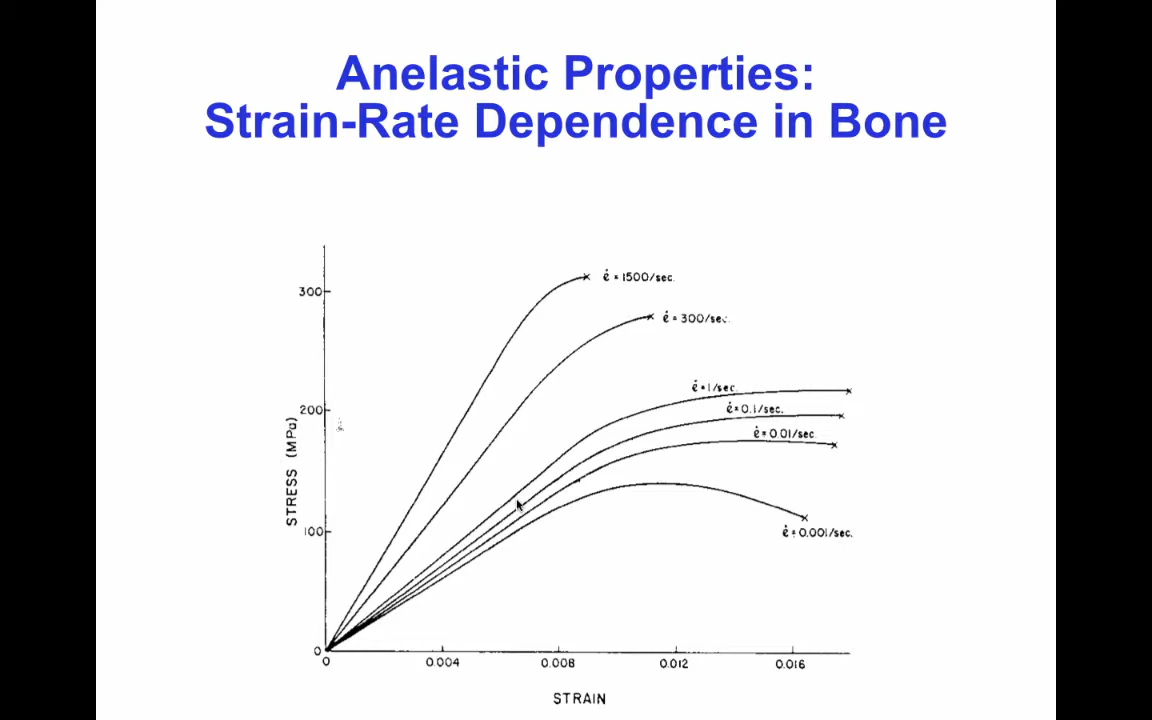 Anelastic Properties:
Strain-Rate Dependence in Bone
ė = 1500/sec.
300
ė = 300/sec.
ė = 1/sec.
200
ė = 0.1/sec.
ė = 0.01/sec.
STRESS (MPa)
100
ė = 0.001/sec.
0
0
0.004
0.008
0.012
0.016
STRAIN